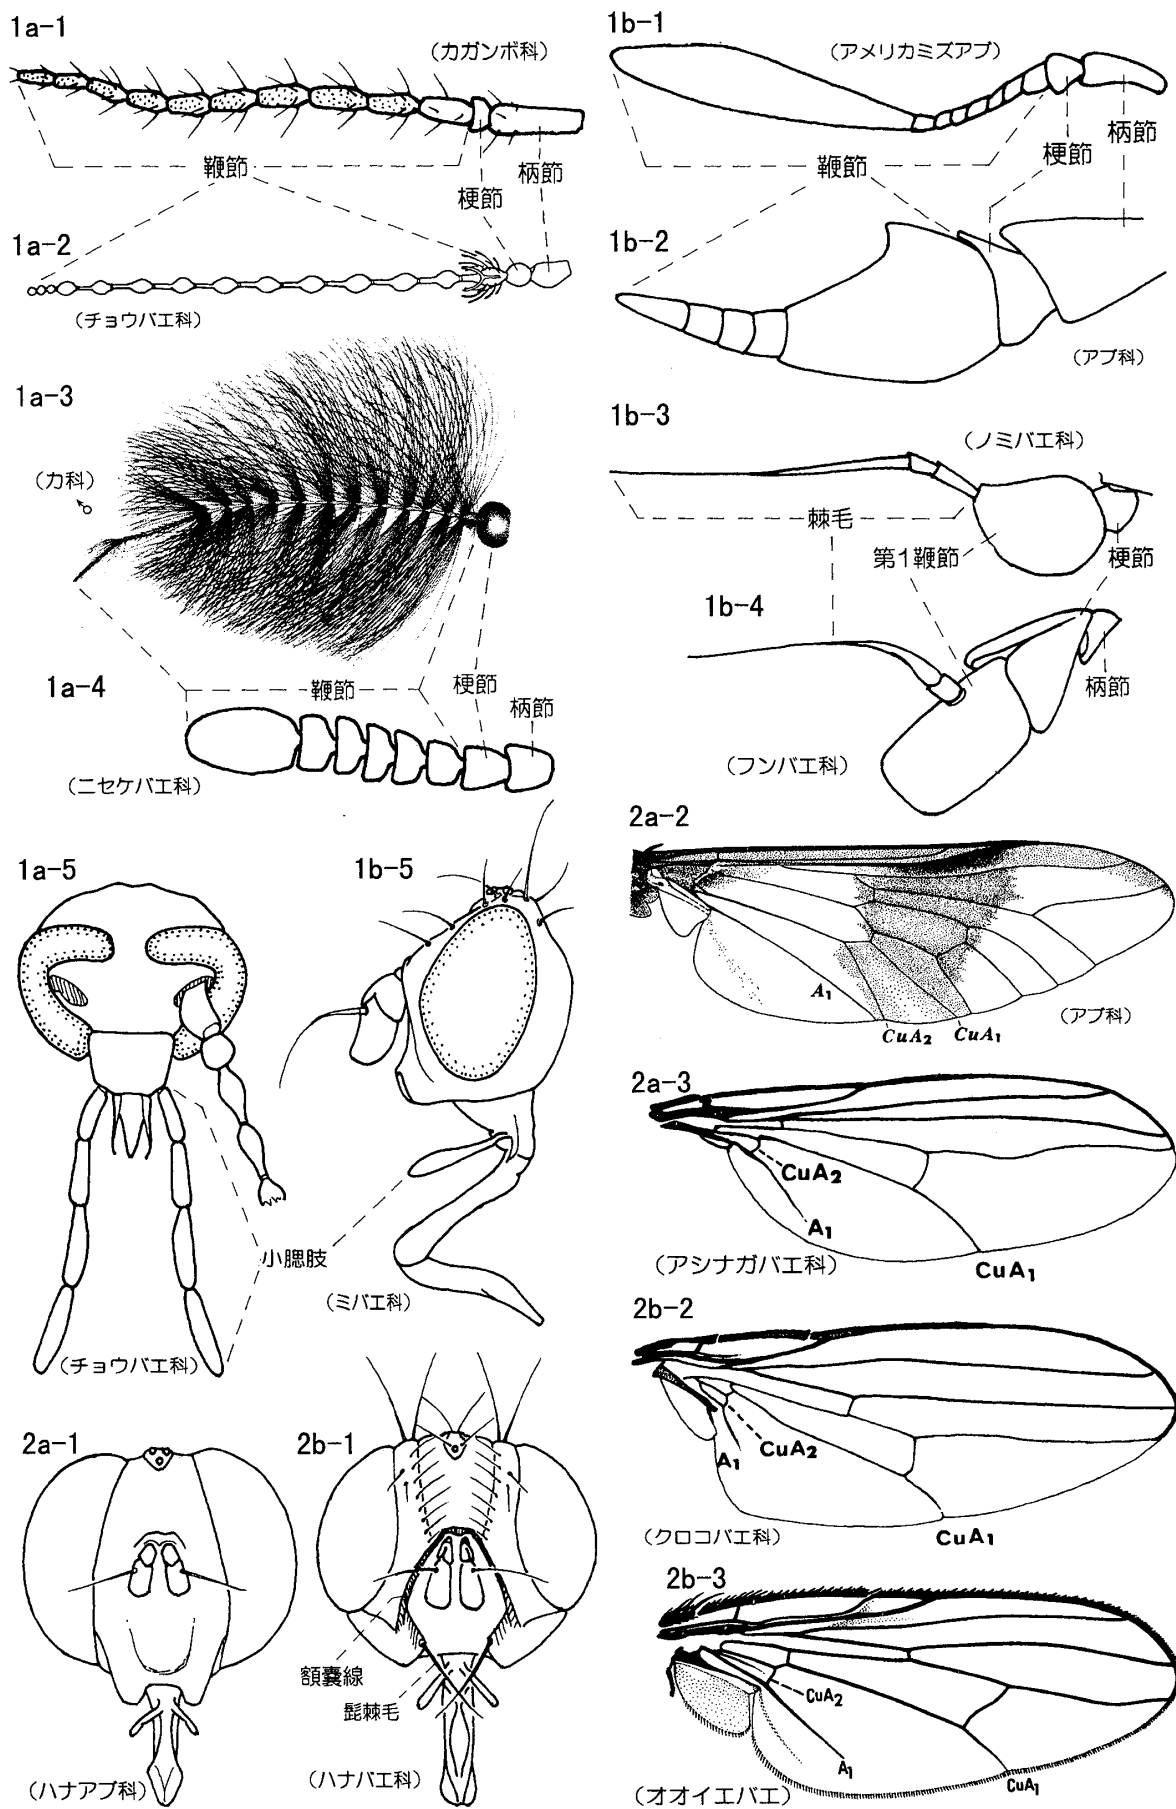 1a-1
(カガンボ科)
鞭節
梗節
柄節
1a-2
(チョウバエ科)
1a-3
(カ科)
♂
1a-4
鞭節
梗節
柄節
(ニセケバエ科)
1b-1
(アメリカミズアブ)
鞭節
梗節
柄節
1b-2
(アブ科)
1b-3
(ノミバエ科)
棘毛
第1鞭節
梗節
1b-4
柄節
(フンバエ科)
1a-5
1b-5
小腮肢
(ミバエ科)
(チョウバエ科)
2a-1
2b-1
額嚢線
髭棘毛
(ハナアブ科)
(ハナバエ科)
2a-2
A1
CuA2
CuA1
(アブ科)
2a-3
CuA2
A1
(アシナガバエ科)
CuA1
2b-2
CuA2
A1
(クロコバエ科)
CuA1
2b-3
CuA2
A1
CuA1
(オオイエバエ)